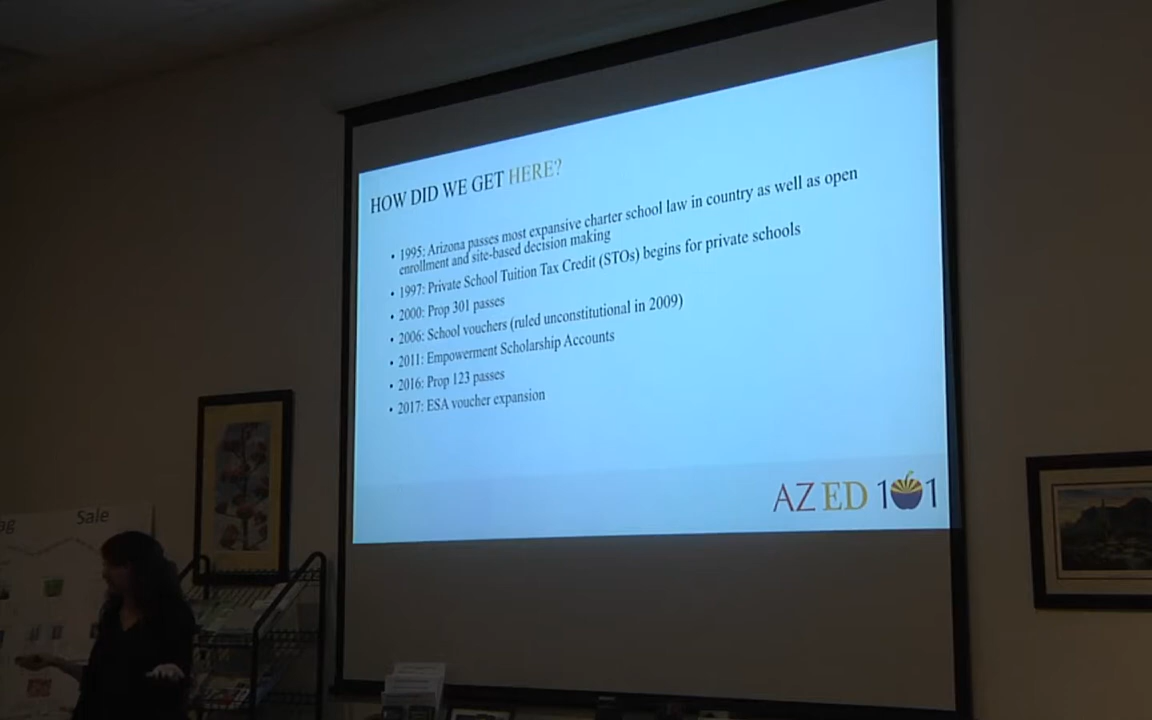 HOW DID WE GET HERE?
• 1995: Arizona passes most expansive charter school law in country as well as open
enrollment and site-based decision making
• 1997: Private School Tuition Tax Credit (STOs) begins for private schools
• 2000: Prop 301 passes
• 2006: School vouchers (ruled unconstitutional in 2009)
• 2011: Empowerment Scholarship Accounts
• 2016: Prop 123 passes
• 2017: ESA voucher expansion
AZ ED 101
Sale